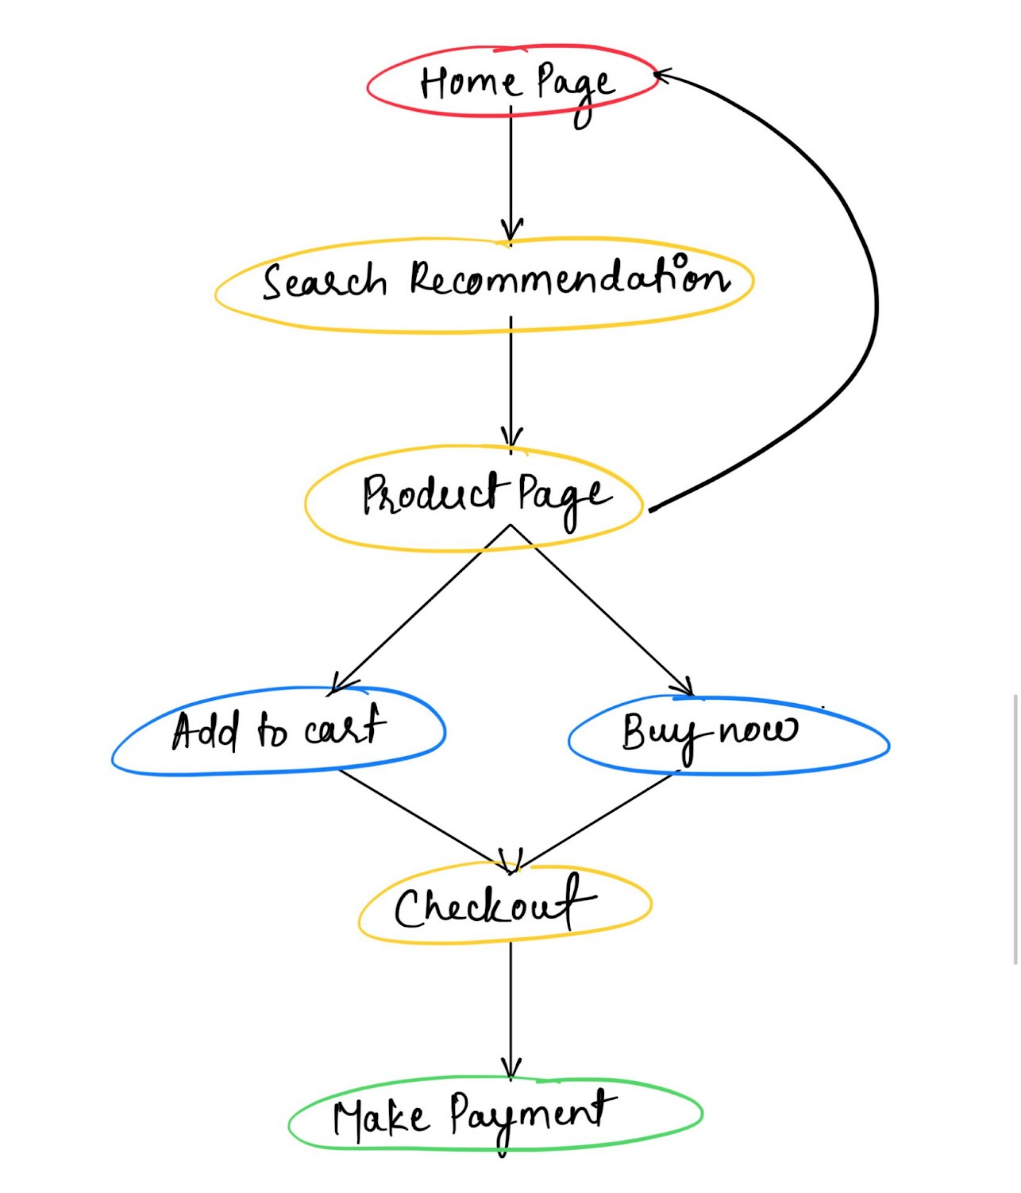 Home Page
Search Recommendation
Product Page
Add to cart
Buy now
Checkout
Make Payment